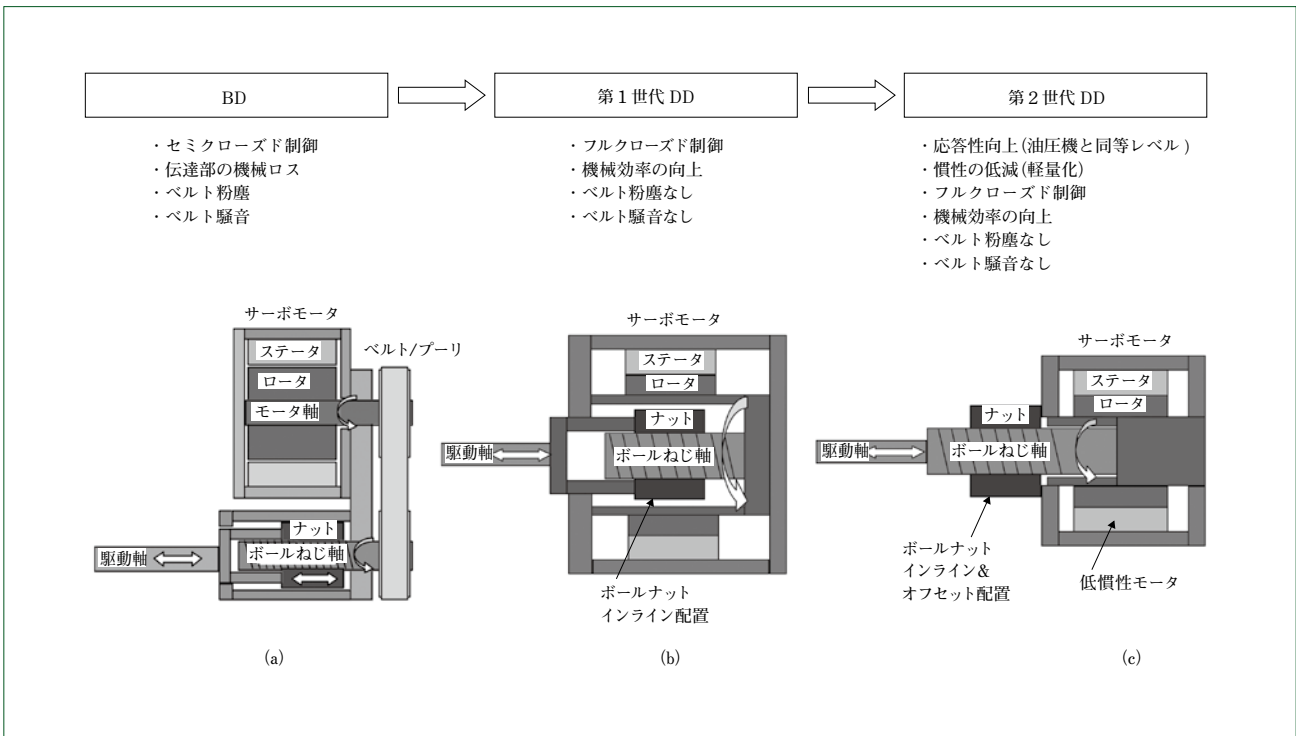 BD
・セミクローズド制御
・伝達部の機械ロス
・ベルト粉塵
・ベルト騒音
第1世代 DD
・フルクローズド制御
・機械効率の向上
・ベルト粉塵なし
・ベルト騒音なし
第2世代 DD
・応答性向上(油圧機と同等レベル)
・慣性の低減(軽量化)
・フルクローズド制御
・機械効率の向上
・ベルト粉塵なし
・ベルト騒音なし
サーボモータ
ベルト/プーリ
ステータ
ロータ
モータ軸
ナット
ボールねじ軸
駆動軸
(a)
サーボモータ
ステータ
ロータ
ナット
ボールねじ軸
駆動軸
ボールナット
インライン配置
(b)
サーボモータ
ステータ
ロータ
ナット
ボールねじ軸
駆動軸
ボールナット
インライン&
オフセット配置
低慣性モータ
(c)